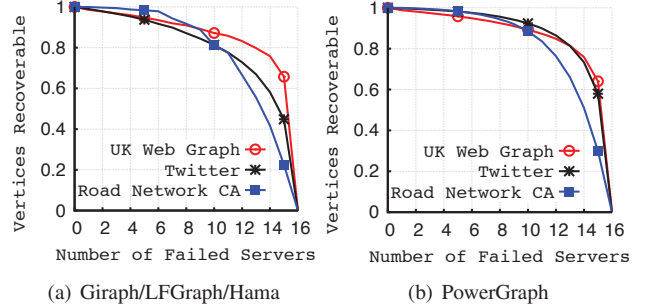 Vertices Recoverable
1
0.8
0.6
0.4
0.2
0
UK Web Graph
Twitter
Road Network CA
0 2 4 6 8 10 12 14 16
Number of Failed Servers
(a) Giraph/LFGraph/Hama
Vertices Recoverable
1
0.8
0.6
0.4
0.2
0
UK Web Graph
Twitter
Road Network CA
0 2 4 6 8 10 12 14 16
Number of Failed Servers
(b) PowerGraph